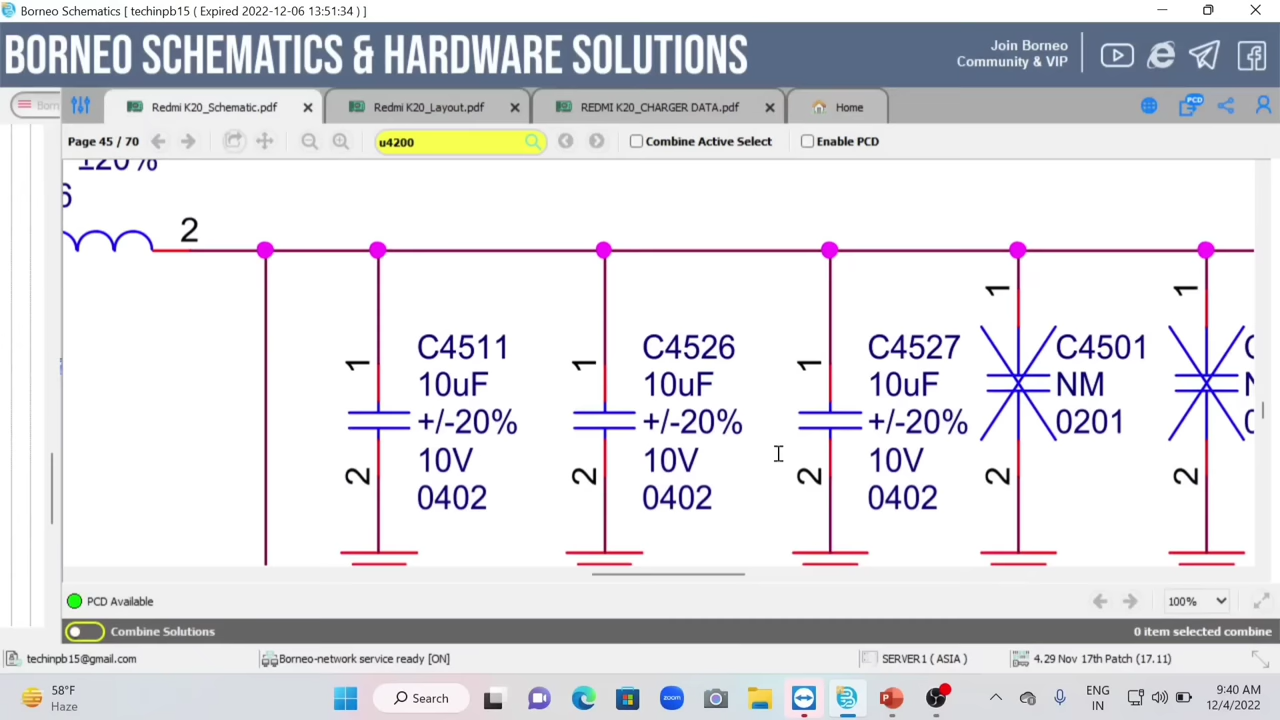 Borneo Schematics [ techinpb15 ( Expired 2022-12-06 13:51:34 ) ]
BORNEO SCHEMATICS & HARDWARE SOLUTIONS
Join Borneo
Community & VIP
Redmi K20_Schematic.pdf
Redmi K20_Layout.pdf
REDMI K20_CHARGER DATA.pdf
Home
PCD
Page 45 / 70
u4200
Combine Active Select
Enable PCD
±20%
6
2
1
C4511
10uF
+/-20%
10V
0402
2
1
C4526
10uF
+/-20%
10V
0402
2
1
C4527
10uF
+/-20%
10V
0402
2
1
C4501
NM
0201
2
1
2
PCD Available
100%
Combine Solutions
0 item selected combine
techinpb15@gmail.com
Borneo-network service ready [ON]
SERVER1 ( ASIA )
4.29 Nov 17th Patch (17.11)
58°F
Haze
Search
zoom
ENG
IN
9:40 AM
12/4/2022